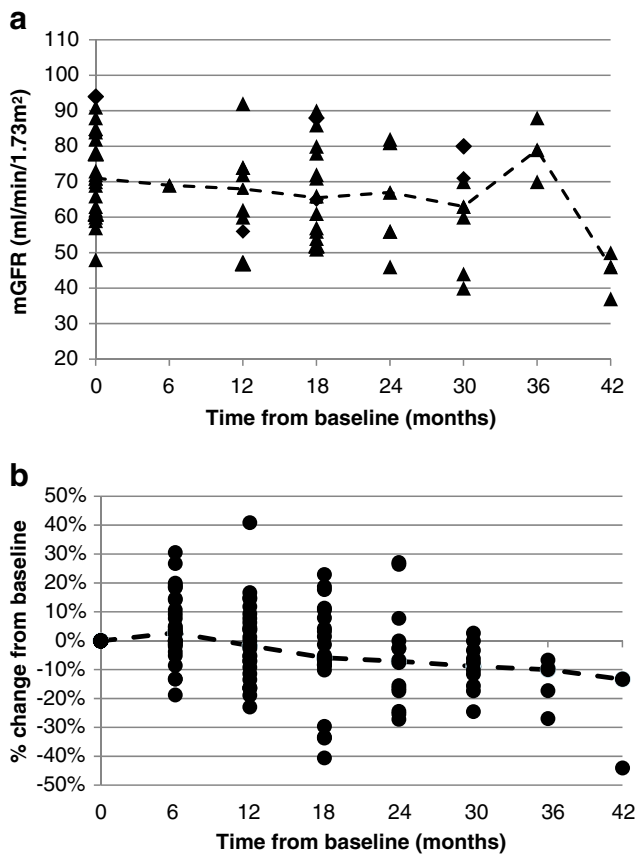 a
mGFR (ml/min/1.73m²)
110
100
90
80
70
60
50
40
30
20
0 6 12 18 24 30 36 42
Time from baseline (months)
b
% change from baseline
50%
40%
30%
20%
10%
0%
-10%
-20%
-30%
-40%
-50%
0 6 12 18 24 30 36 42
Time from baseline (months)